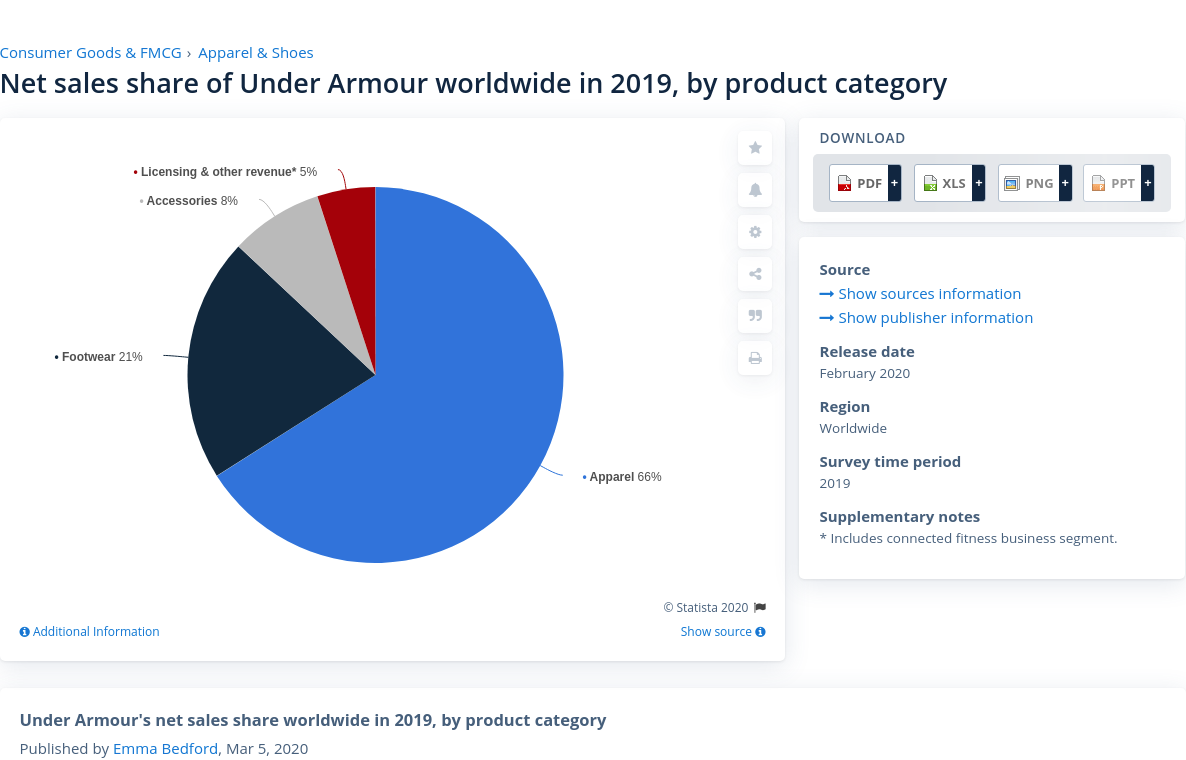 Consumer Goods & FMCG › Apparel & Shoes
Net sales share of Under Armour worldwide in 2019, by product category
• Licensing & other revenue* 5%
• Accessories 8%
• Footwear 21%
• Apparel 66%
© Statista 2020
Additional Information
Show source
DOWNLOAD
PDF +
XLS +
PNG +
PPT +
Source
Show sources information
Show publisher information
Release date
February 2020
Region
Worldwide
Survey time period
2019
Supplementary notes
* Includes connected fitness business segment.
Under Armour's net sales share worldwide in 2019, by product category
Published by Emma Bedford, Mar 5, 2020